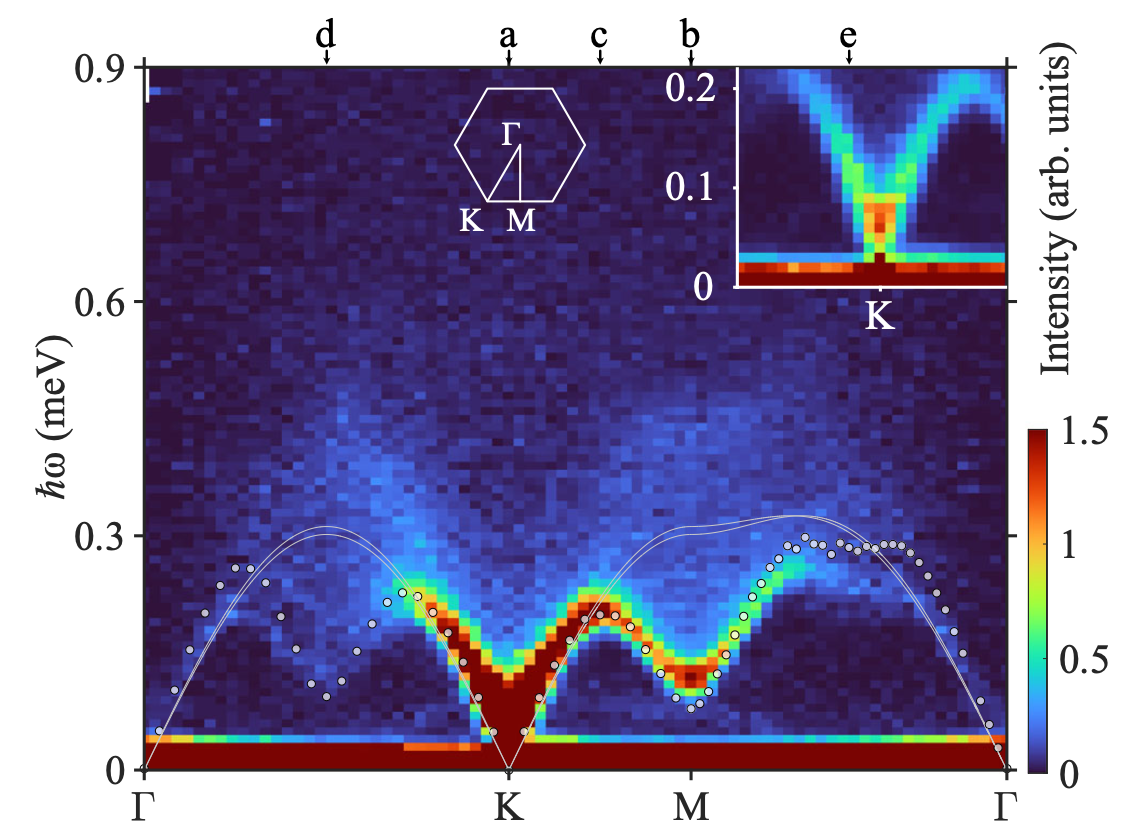 d a c b e
0.9
0.6
0.3
0
ħω (meV)
Γ
K M
0.2
0.1
0
K
Intensity (arb. units)
1.5
1
0.5
0
Γ K M Γ